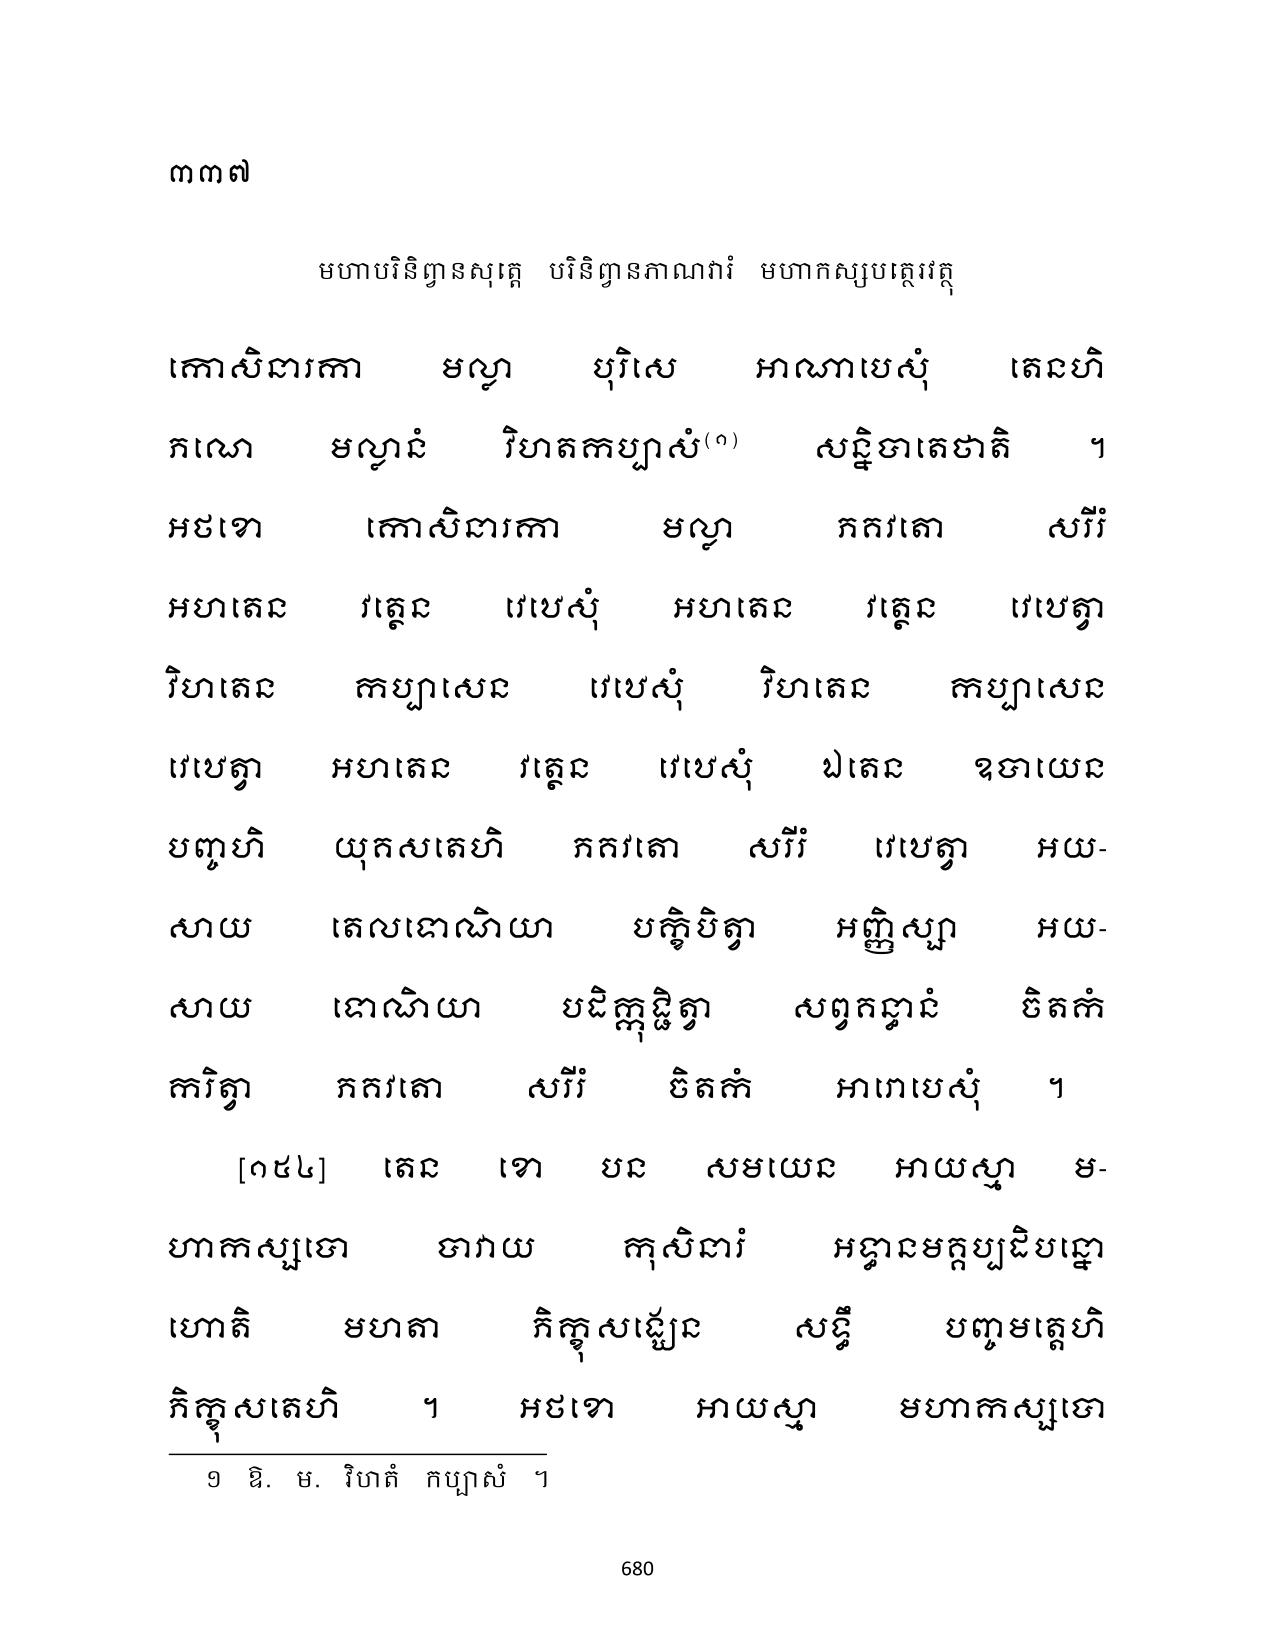 ៣៣៧
មហាបរិនិព្វានសុត្តេ បរិនិព្វានភាណវារំ មហាកស្សបត្ថេរវត្ថុ
កោសិនារកា មល្លា បុរិសេ អាណាបេសុំ តេនហិ
ភណេ មល្លានំ វិហតកប្បាសំ(១) សន្និបាតេថាតិ ។
អថខោ កោសិនារកា មល្លា ភគវតោ សរីរំ
អហតេន វត្ថេន វេឋេសុំ អហតេន វត្ថេន វេឋេត្វា
វិហតេន កប្បាសេន វេឋេសុំ វិហតេន កប្បាសេន
វេឋេត្វា អហតេន វត្ថេន វេឋេសុំ ឯតេន ឧបាយេន
បញ្ចហិ យុគសតេហិ ភគវតោ សរីរំ វេឋេត្វា អយ-
សាយ តេលទោណិយា បក្ខិបិត្វា អញ្ញិស្សា អយ-
សាយ ទោណិយា បដិក្កុជ្ជិត្វា សព្វគន្ធានំ ចិតកំ
ករិត្វា ភគវតោ សរីរំ ចិតកំ អារោបេសុំ ។
[១៥៤] តេន ខោ បន សមយេន អាយស្មា ម-
ហាកស្សបោ បាវាយ កុសិនារំ អទ្ធានមគ្គប្បដិបន្នោ
ហោតិ មហតា ភិក្ខុសង្ឃេន សទ្ធឹ បញ្ចមត្តេហិ
ភិក្ខុសតេហិ ។ អថខោ អាយស្មា មហាកស្សបោ
១ ឱ. ម. វិហតំ កប្បាសំ ។
680